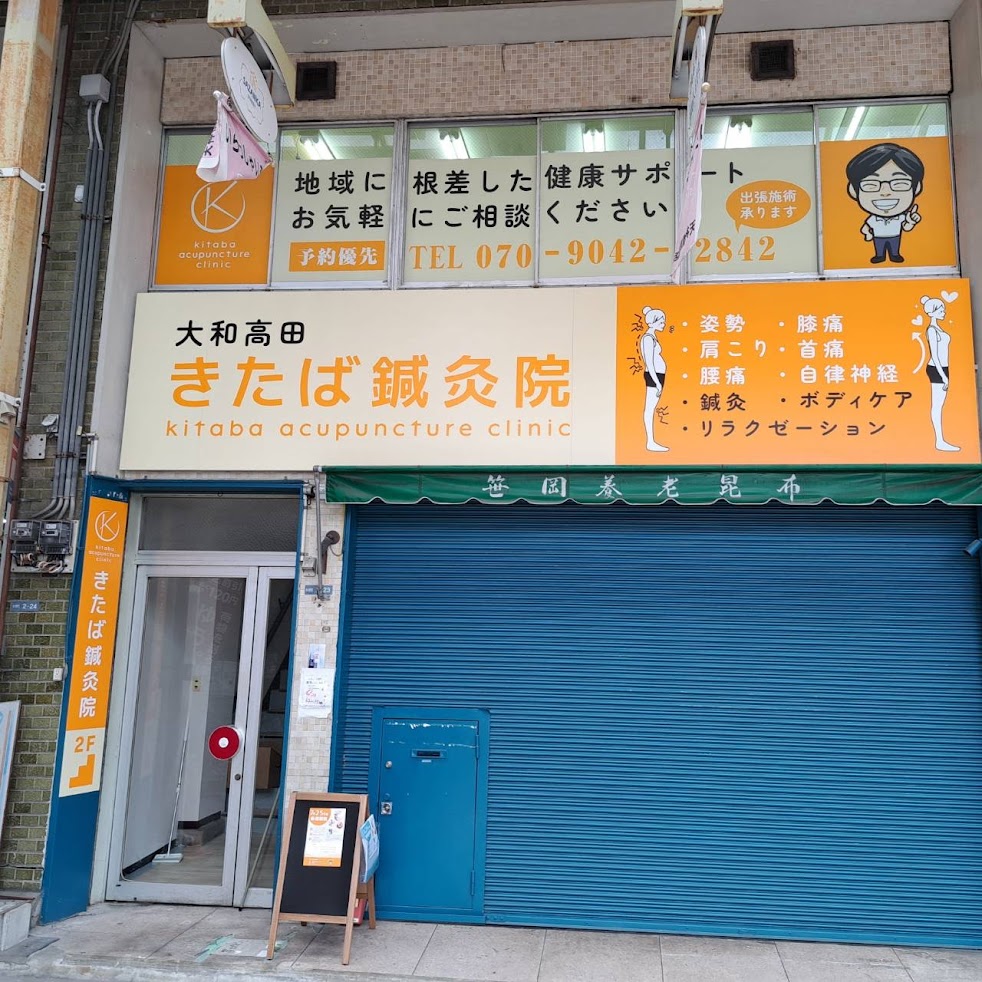 SAZANKA
K
kitaba
acupuncture
clinic
地域に根差した健康サポート
お気軽にご相談ください
予約優先
TEL 070-9042-2842
出張施術
承ります
大和高田
きたば鍼灸院
kitaba acupuncture clinic
・姿勢 ・膝痛
・肩こり ・首痛
・腰痛 ・自律神経
・鍼灸 ・ボディケア
・リラクゼーション
笹岡養老昆布
K
kitaba
acupuncture
clinic
きたば鍼灸院
2F
2-24
23